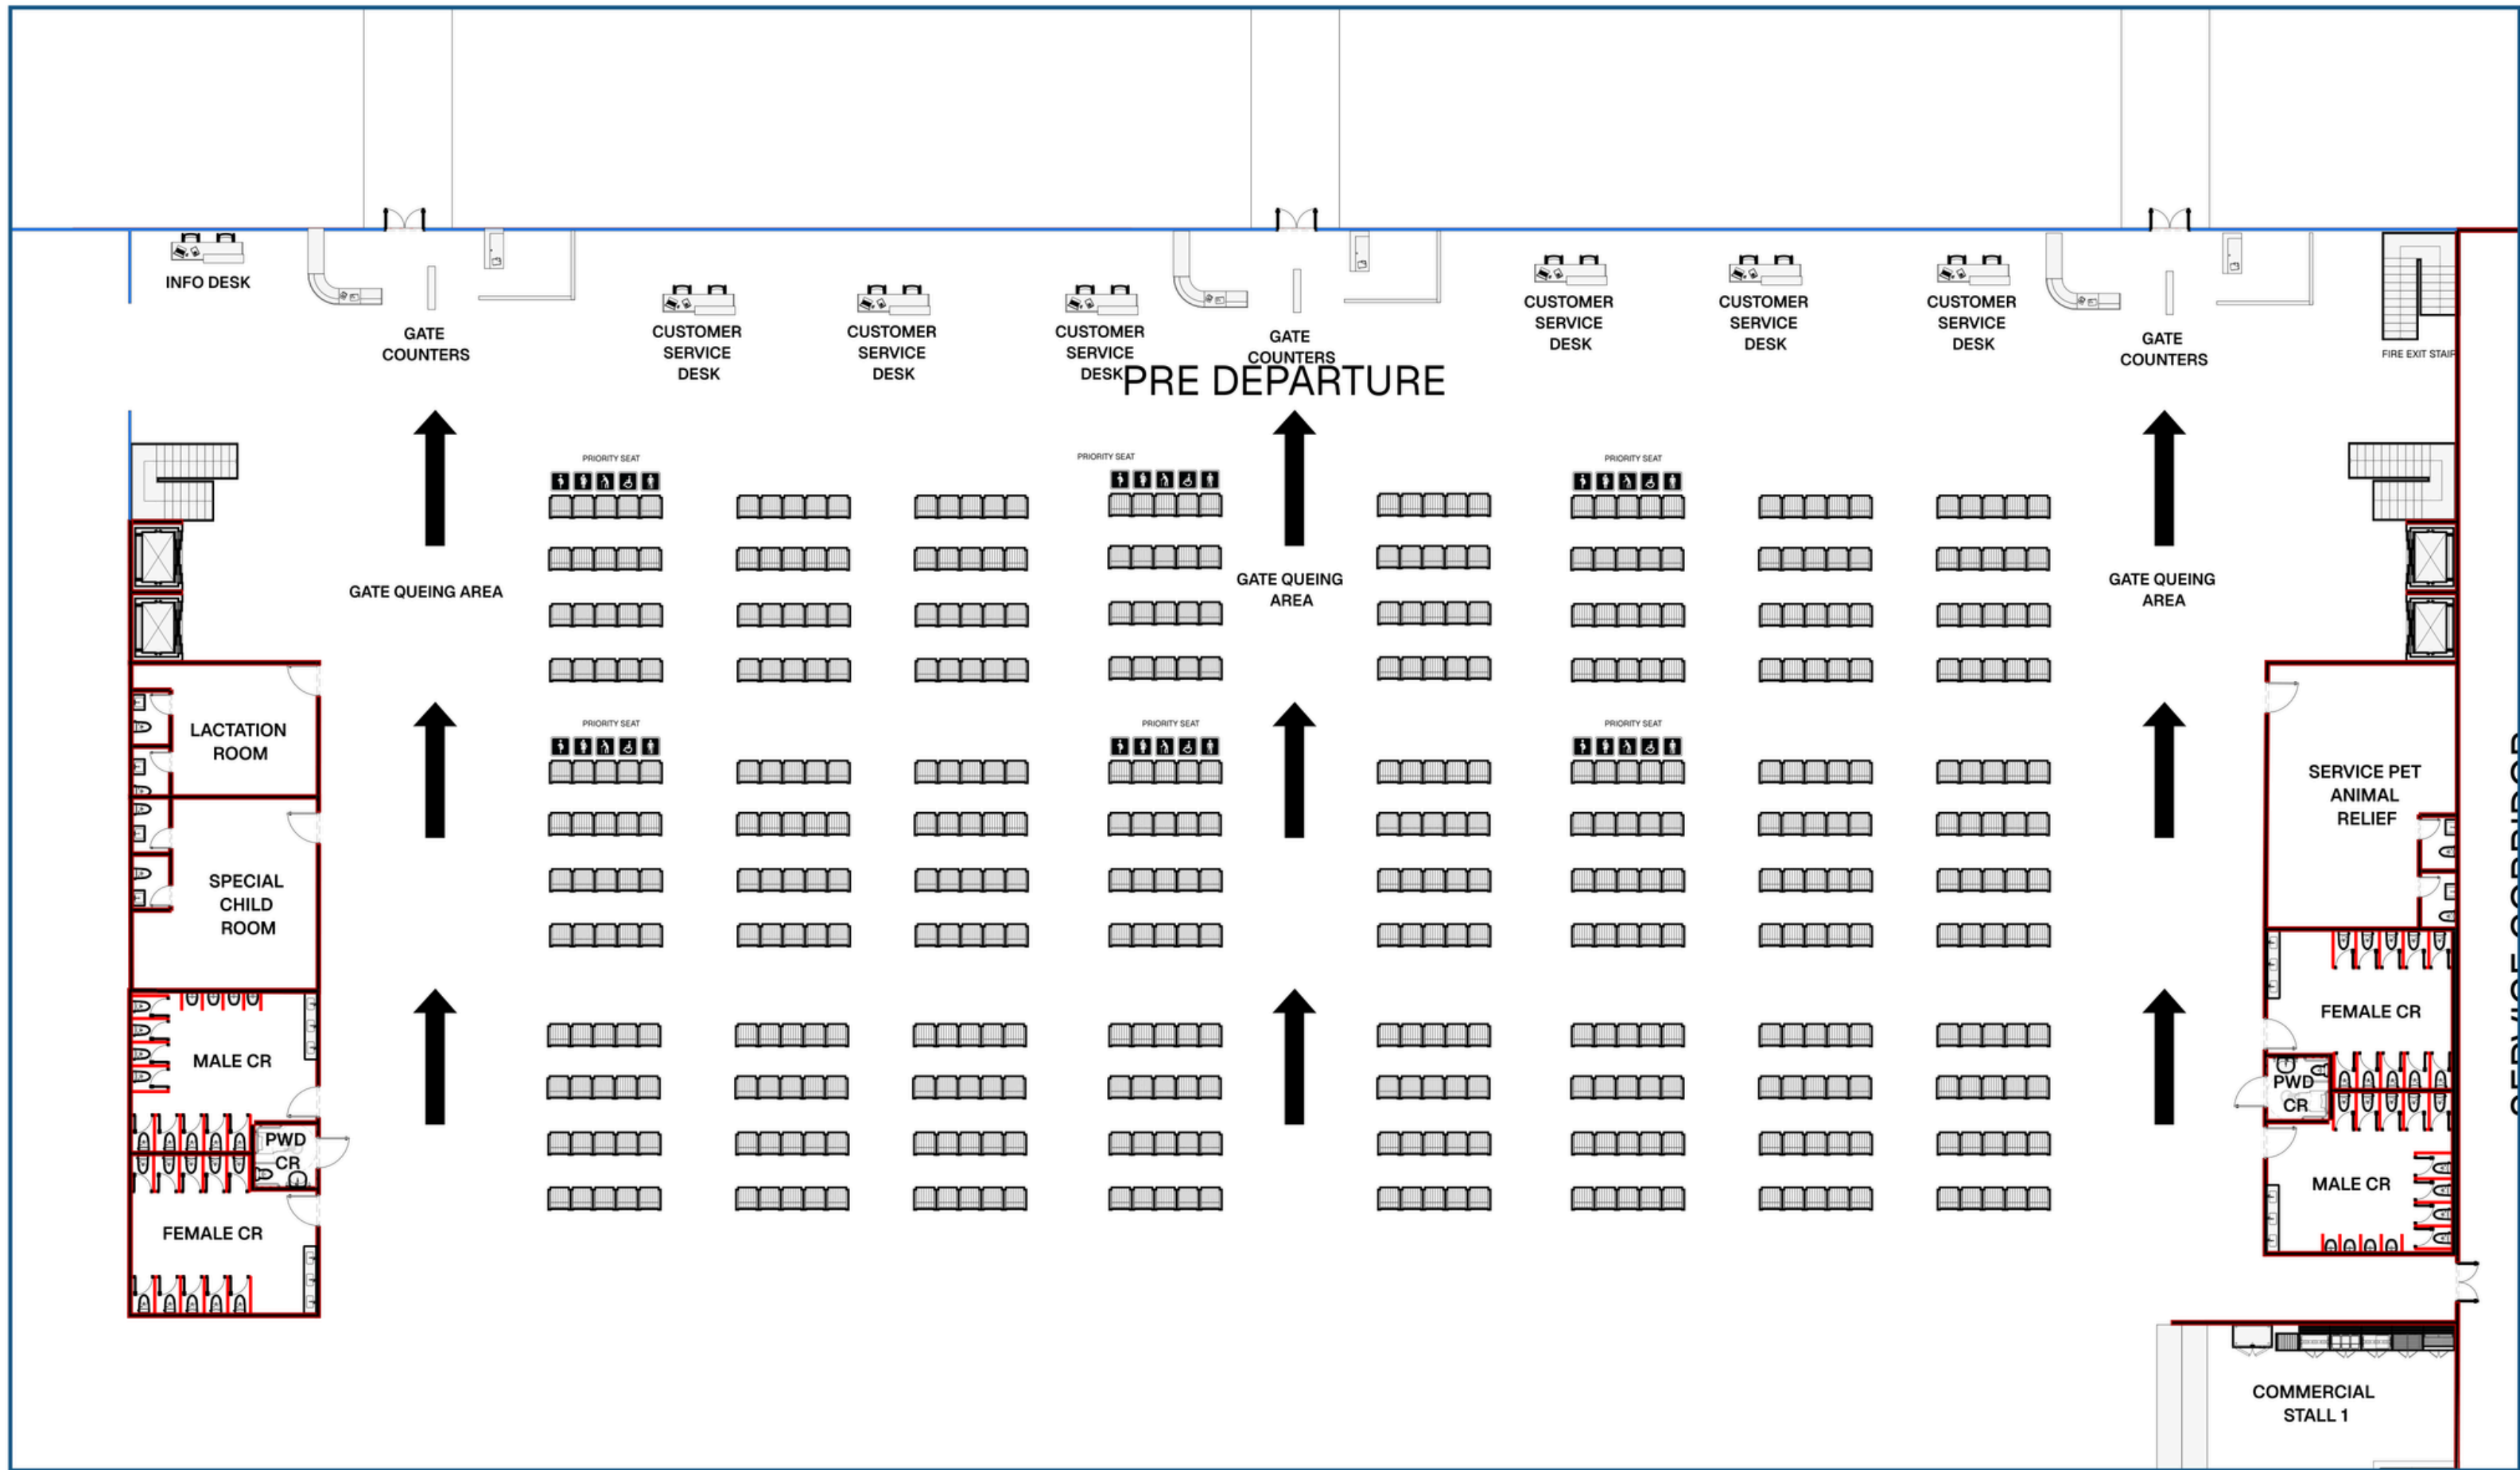 INFO DESK
GATE
COUNTERS
CUSTOMER
SERVICE
DESK
CUSTOMER
SERVICE
DESK
CUSTOMER
SERVICE
DESK
GATE
COUNTERS
CUSTOMER
SERVICE
DESK
CUSTOMER
SERVICE
DESK
CUSTOMER
SERVICE
DESK
GATE
COUNTERS
FIRE EXIT STAIR
PRE DEPARTURE
PRIORITY SEAT
PRIORITY SEAT
PRIORITY SEAT
GATE QUEING AREA
GATE QUEING
AREA
GATE QUEING
AREA
LACTATION
ROOM
PRIORITY SEAT
PRIORITY SEAT
PRIORITY SEAT
SERVICE PET
ANIMAL
RELIEF
SERVICE CORRIDOR
SPECIAL
CHILD
ROOM
MALE CR
FEMALE CR
PWD
CR
PWD
CR
MALE CR
FEMALE CR
COMMERCIAL
STALL 1